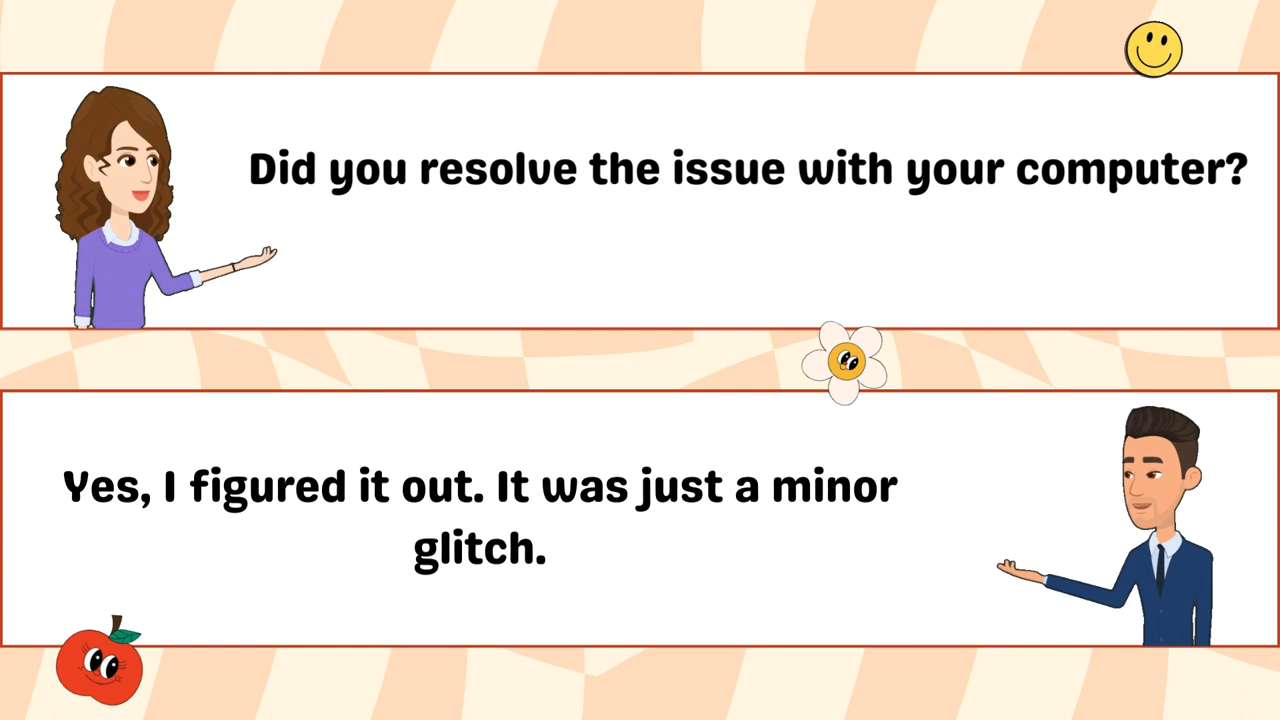 Did you resolve the issue with your computer?
Yes, I figured it out. It was just a minor
glitch.